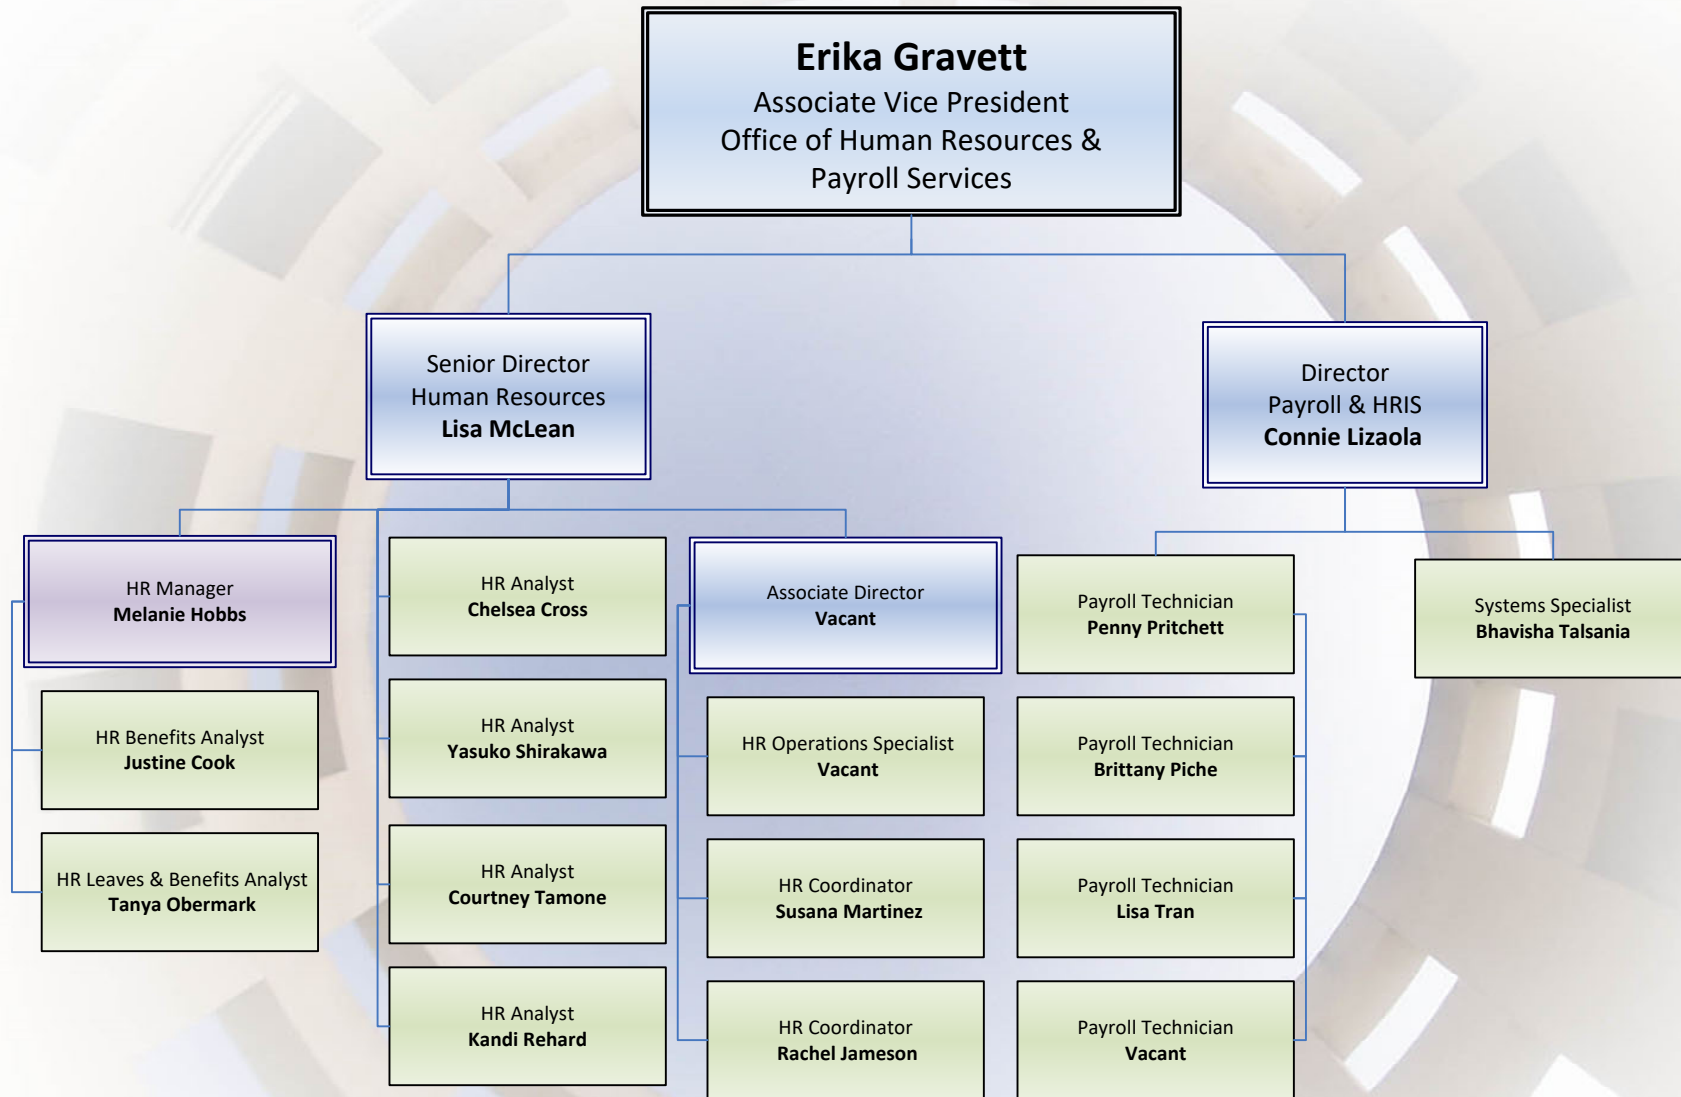 Erika Gravett
Associate Vice President
Office of Human Resources &
Payroll Services
Senior Director
Human Resources
Lisa McLean
Director
Payroll & HRIS
Connie Lizaola
HR Manager
Melanie Hobbs
HR Benefits Analyst
Justine Cook
HR Leaves & Benefits Analyst
Tanya Obermark
HR Analyst
Chelsea Cross
HR Analyst
Yasuko Shirakawa
HR Analyst
Courtney Tamone
HR Analyst
Kandi Rehard
Associate Director
Vacant
HR Operations Specialist
Vacant
HR Coordinator
Susana Martinez
HR Coordinator
Rachel Jameson
Payroll Technician
Penny Pritchett
Payroll Technician
Brittany Piche
Payroll Technician
Lisa Tran
Payroll Technician
Vacant
Systems Specialist
Bhavisha Talsania